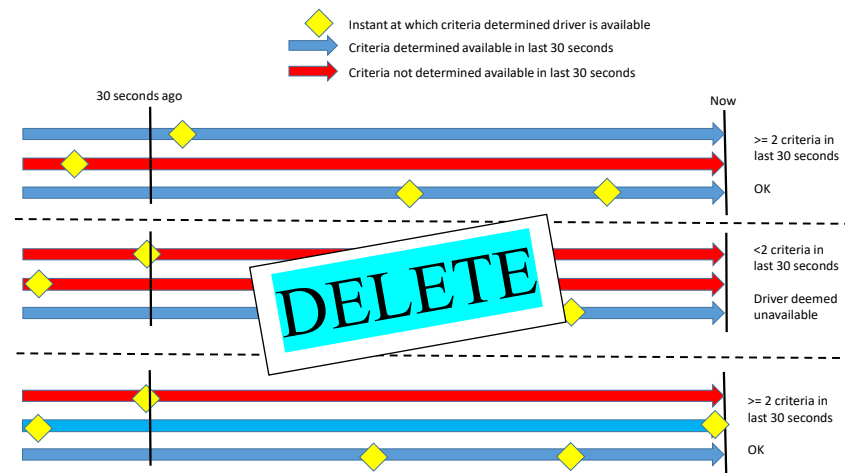 Instant at which criteria determined driver is available
Criteria determined available in last 30 seconds
Criteria not determined available in last 30 seconds
30 seconds ago
Now
>= 2 criteria in
last 30 seconds
OK
<2 criteria in
last 30 seconds
Driver deemed
unavailable
DELETE
>= 2 criteria in
last 30 seconds
OK